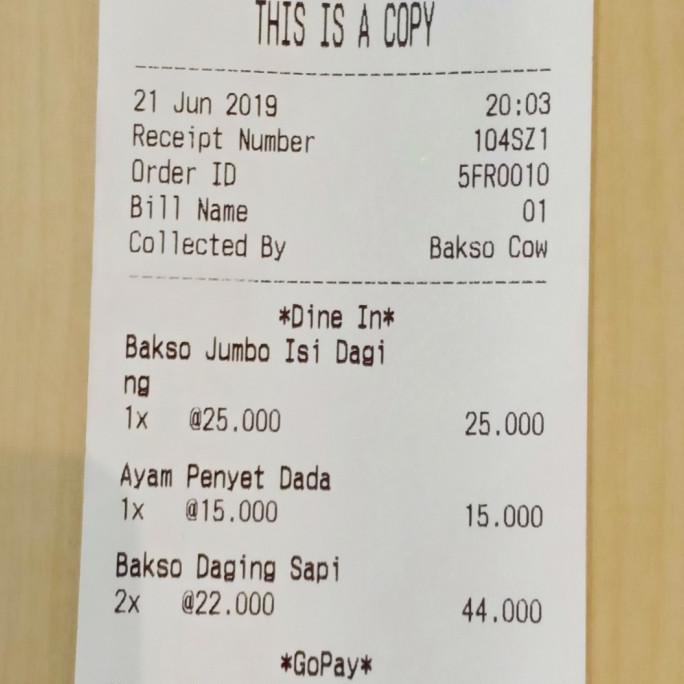 THIS IS A COPY
21 Jun 2019 20:03
Receipt Number 104SZ1
Order ID 5FR0010
Bill Name 01
Collected By Bakso Cow
*Dine In*
Bakso Jumbo Isi Dagi
ng
1x @25.000 25.000
Ayam Penyet Dada
1x @15.000 15.000
Bakso Daging Sapi
2x @22.000 44.000
*GoPay*